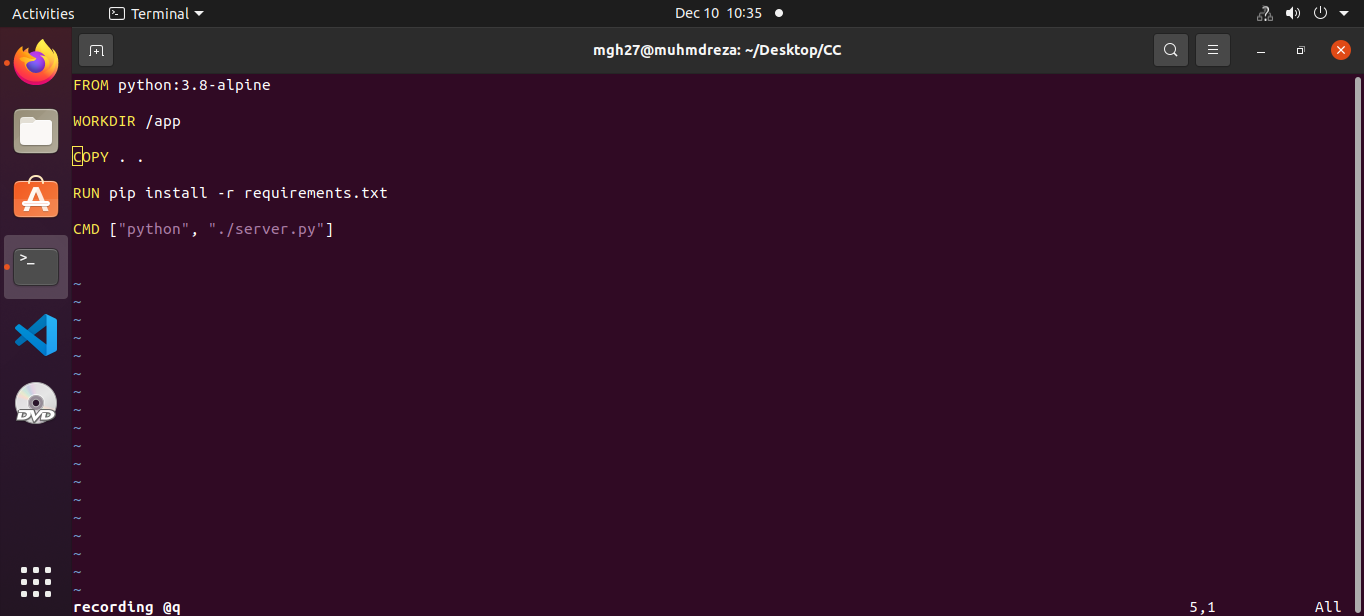 Activities Terminal Dec 10 10:35
mgh27@muhmdreza: ~/Desktop/CC
FROM python:3.8-alpine
WORKDIR /app
COPY . .
RUN pip install -r requirements.txt
CMD ["python", "./server.py"]
>_
~
~
~
~
~
~
~
DVD
~
~
~
~
~
~
~
~
~
~
~
recording @q 5,1 All